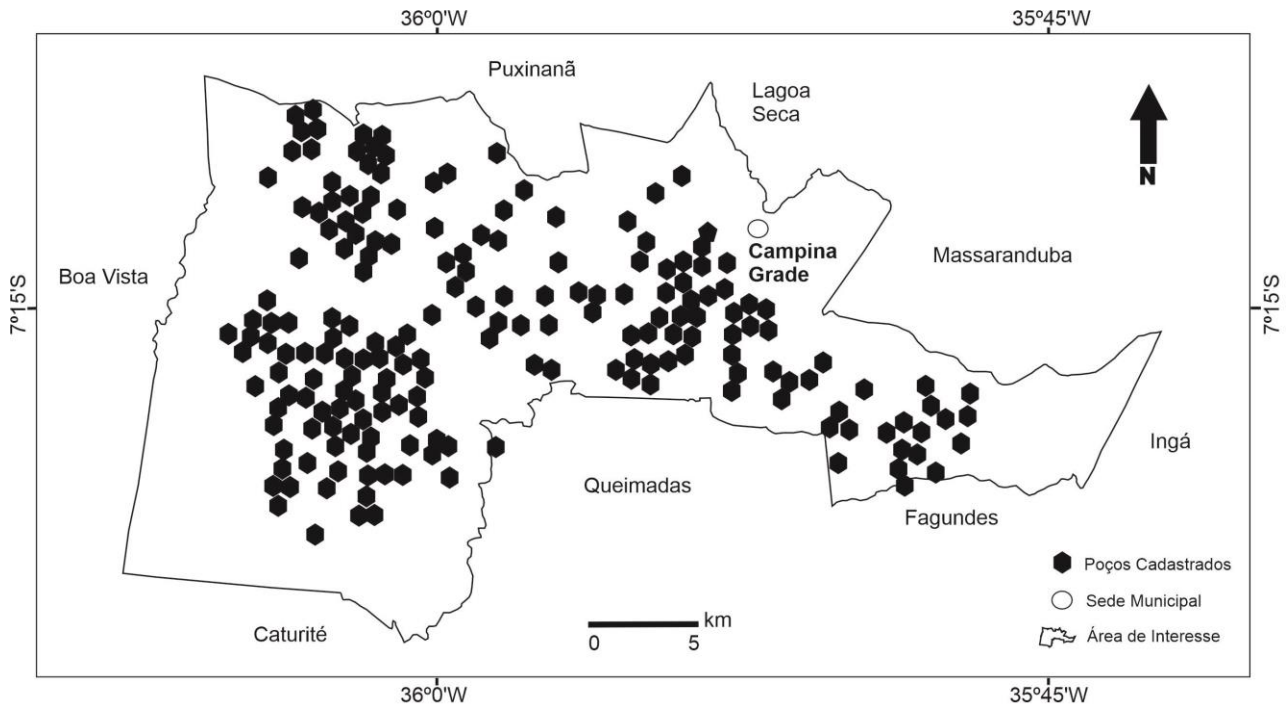 36º0'W
35º45'W
Puxinanã
Lagoa
Seca
N
Campina
Grade
Massaranduba
Boa Vista
7º15'S
7º15'S
Ingá
Queimadas
Fagundes
Poços Cadastrados
Sede Municipal
Área de Interesse
km
0
5
Caturité
36º0'W
35º45'W